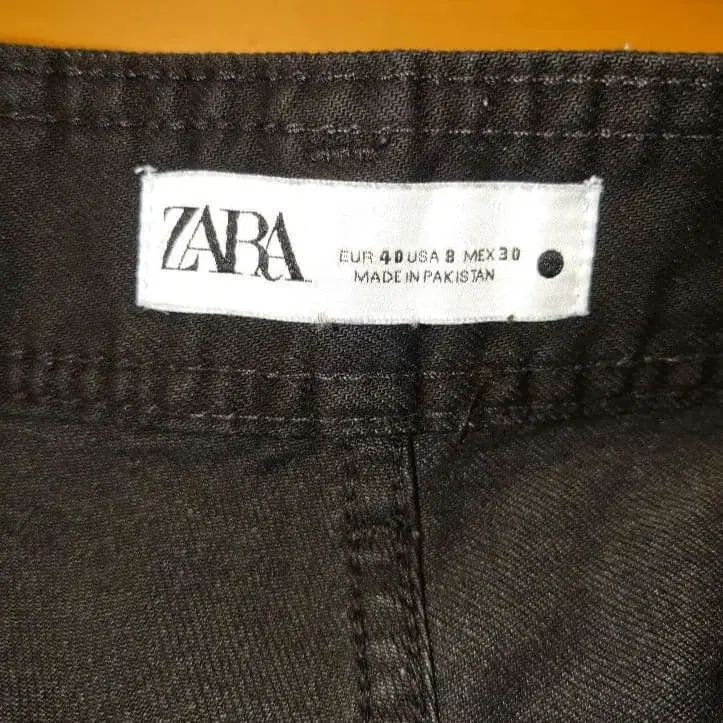 ZARA
EUR 40 USA 8 MEX 30
MADE IN PAKISTAN